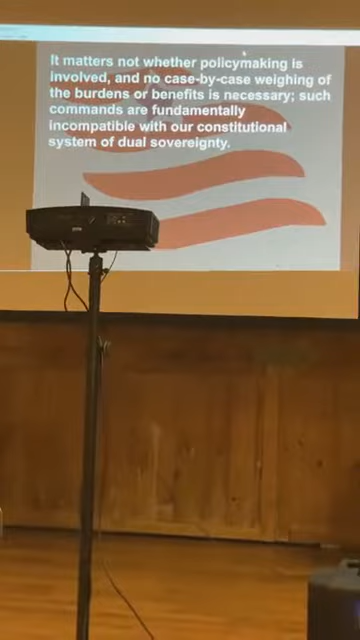 It matters not whether policymaking is
involved, and no case-by-case weighing of
the burdens or benefits is necessary; such
commands are fundamentally
incompatible with our constitutional
system of dual sovereignty.